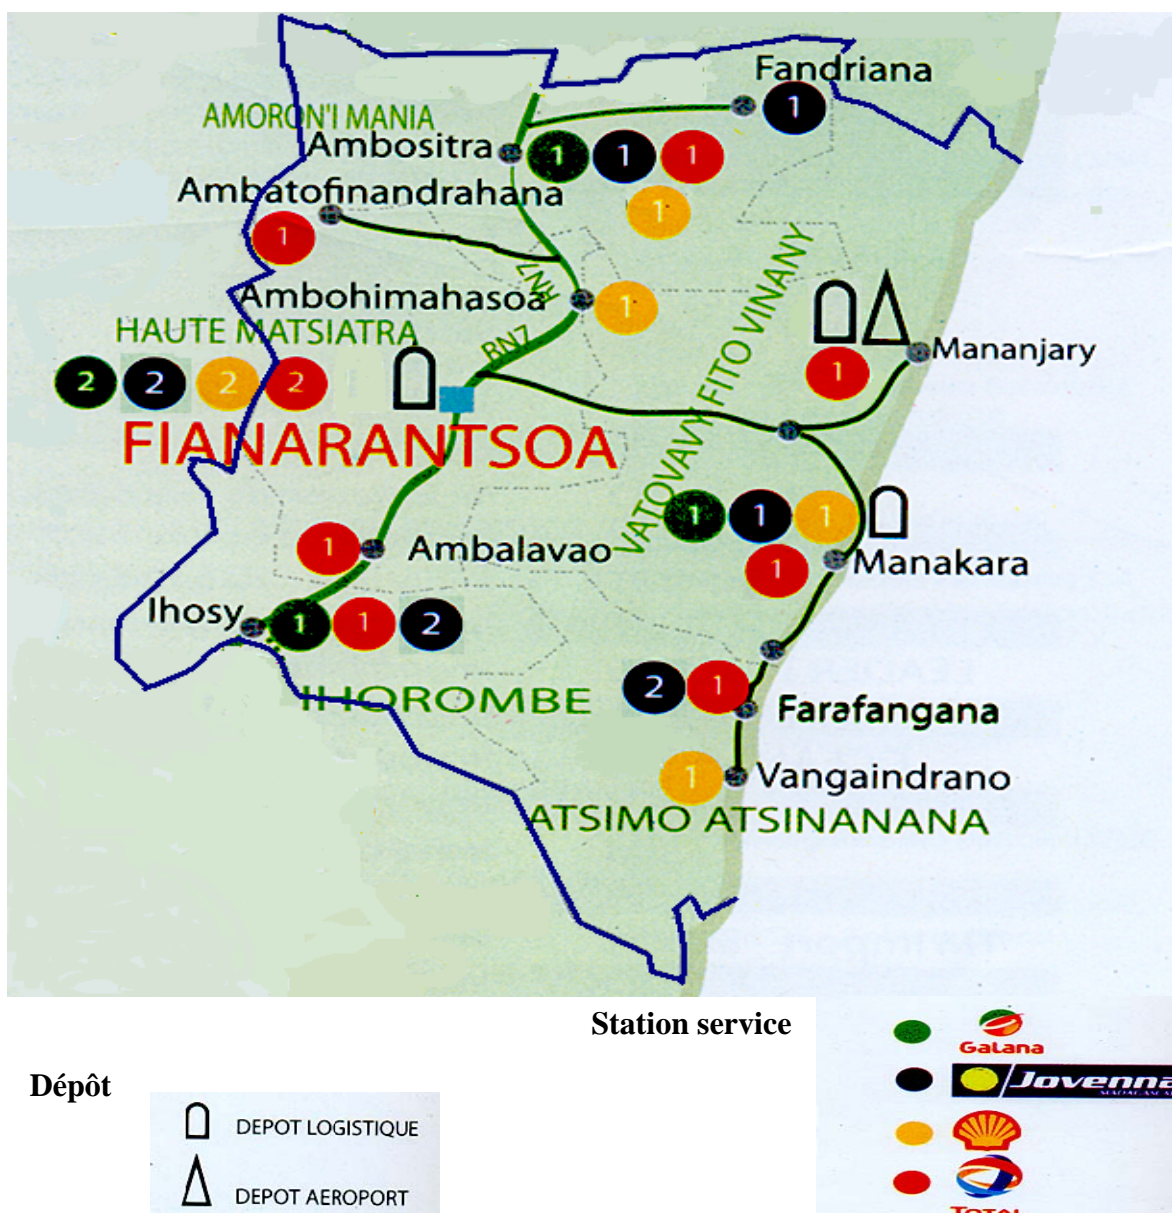 Fandriana
1
AMORON'I MANIA
Ambositra
1 1 1
Ambatofinandrahana
1
1
RN7
VATOVAVY FITO VINANY
Ambohimahasoa
1
HAUTE MATSIATRA
RN7
Mananjary
1
2 2 2 2
FIANARANTSOA
1 1 1
1
Manakara
1
Ambalavao
Ihosy
1 1 2
2 1
IHOROMBE
Farafangana
1
Vangaindrano
ATSIMO ATSINANANA
Station service
Galana
Jovenna
Dépôt
DEPOT LOGISTIQUE
DEPOT AEROPORT
TOTAL